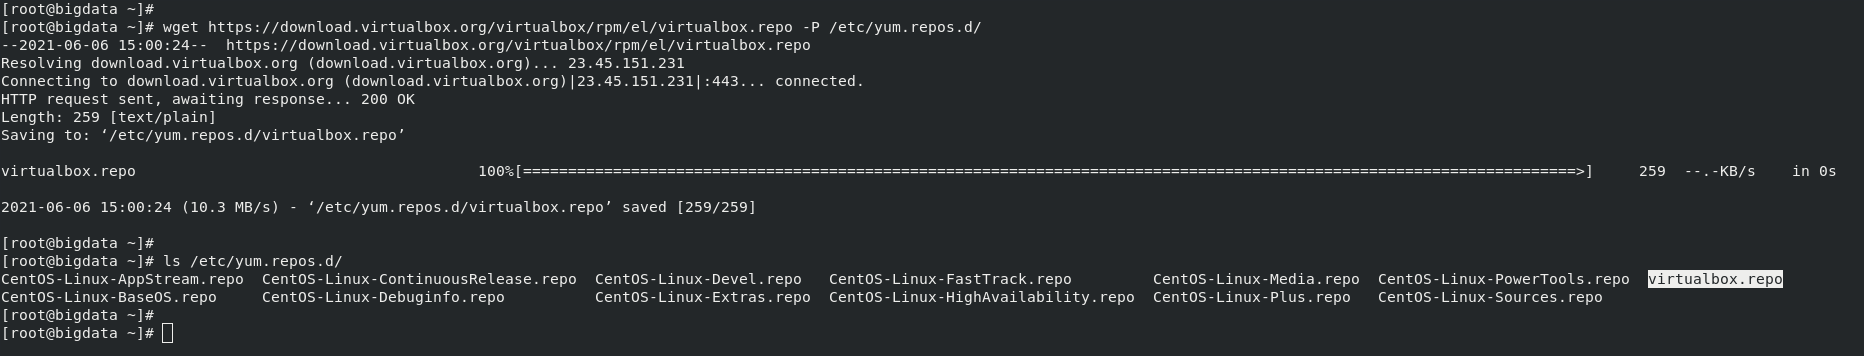 [root@bigdata ~]#
[root@bigdata ~]# wget https://download.virtualbox.org/virtualbox/rpm/el/virtualbox.repo -P /etc/yum.repos.d/
--2021-06-06 15:00:24--  https://download.virtualbox.org/virtualbox/rpm/el/virtualbox.repo
Resolving download.virtualbox.org (download.virtualbox.org)... 23.45.151.231
Connecting to download.virtualbox.org (download.virtualbox.org)|23.45.151.231|:443... connected.
HTTP request sent, awaiting response... 200 OK
Length: 259 [text/plain]
Saving to: ‘/etc/yum.repos.d/virtualbox.repo’
virtualbox.repo                                      100%[=====================================================================================================================>]     259  --.-KB/s    in 0s
2021-06-06 15:00:24 (10.3 MB/s) - ‘/etc/yum.repos.d/virtualbox.repo’ saved [259/259]
[root@bigdata ~]#
[root@bigdata ~]# ls /etc/yum.repos.d/
CentOS-Linux-AppStream.repo  CentOS-Linux-ContinuousRelease.repo  CentOS-Linux-Devel.repo   CentOS-Linux-FastTrack.repo         CentOS-Linux-Media.repo  CentOS-Linux-PowerTools.repo  virtualbox.repo
CentOS-Linux-BaseOS.repo     CentOS-Linux-Debuginfo.repo          CentOS-Linux-Extras.repo  CentOS-Linux-HighAvailability.repo  CentOS-Linux-Plus.repo   CentOS-Linux-Sources.repo
[root@bigdata ~]#
[root@bigdata ~]#